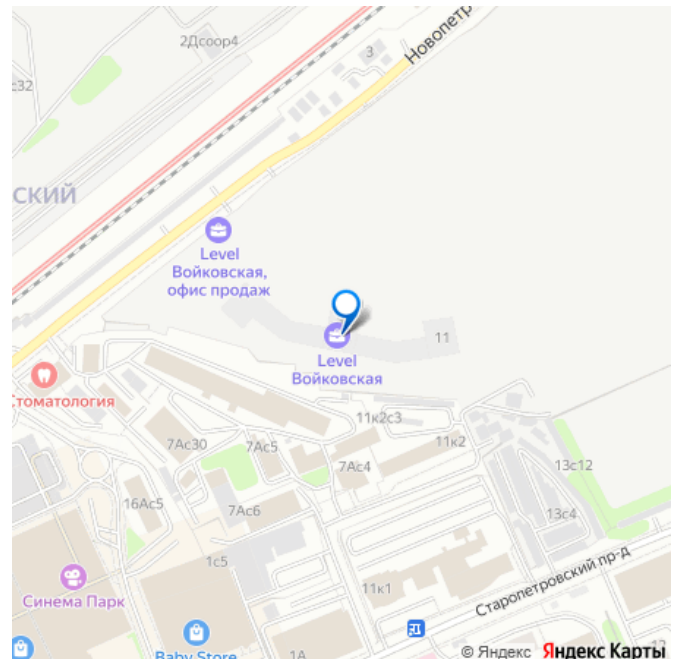 2Дсоор4
3
Новопетр
с32
СКИЙ
Level
Войковская,
офис продаж
11
Level
Войковская
Стоматология
11к2с3
7Ас30
7Ас5
11к2
7Ас4
13с12
16Ас5
7Ас6
13с4
1с5
Старопетровский пр-д
11к1
Синема Парк
Baby Store
1А
12
© Яндекс Яндекс Карты